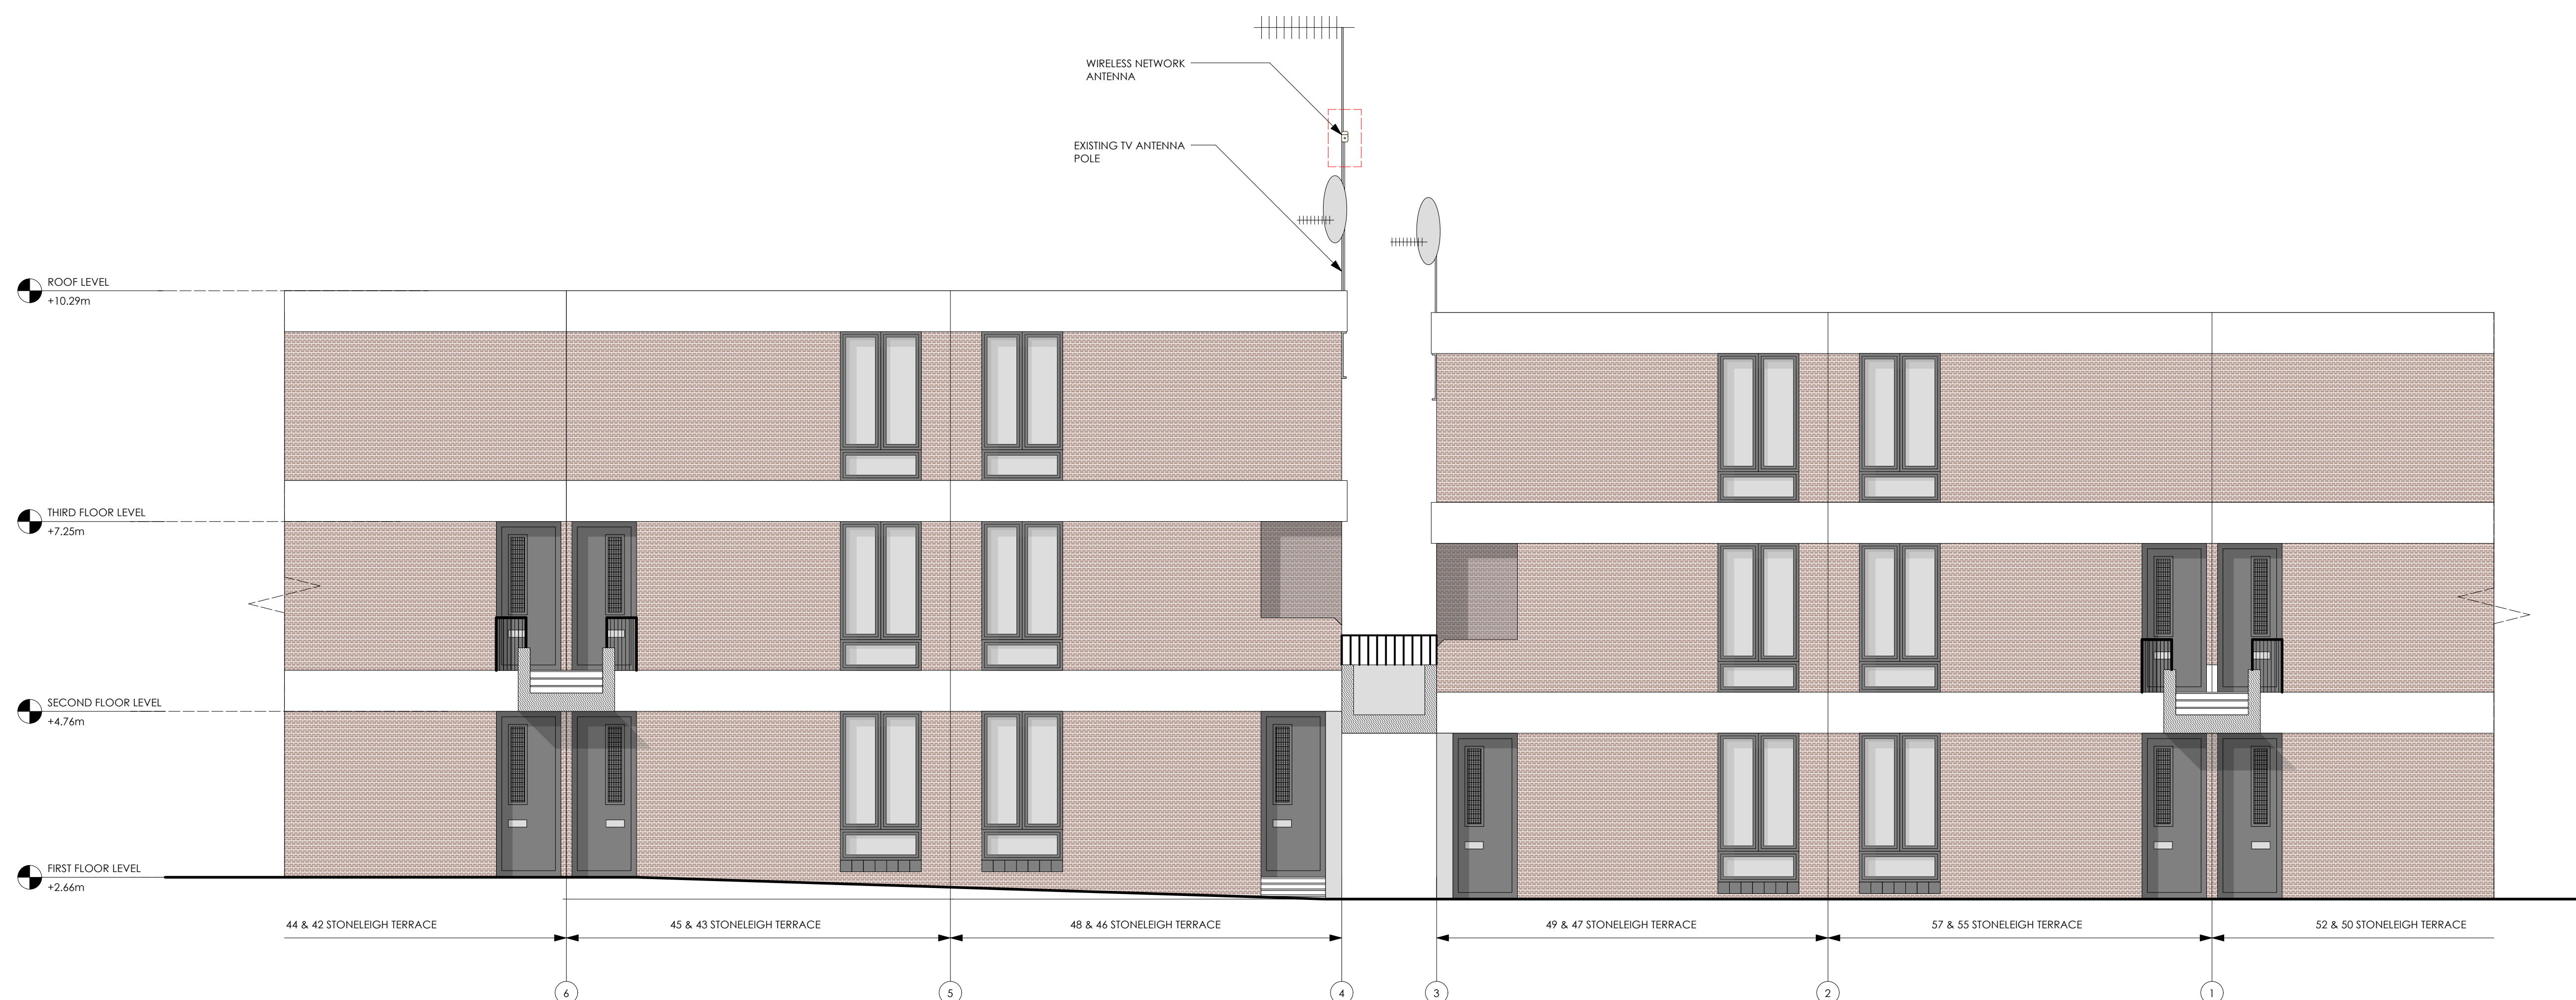 WIRELESS NETWORK
ANTENNA
EXISTING TV ANTENNA
POLE
ROOF LEVEL
+10.29m
THIRD FLOOR LEVEL
+7.25m
SECOND FLOOR LEVEL
+4.76m
FIRST FLOOR LEVEL
+2.66m
44 & 42 STONELEIGH TERRACE
45 & 43 STONELEIGH TERRACE
48 & 46 STONELEIGH TERRACE
49 & 47 STONELEIGH TERRACE
57 & 55 STONELEIGH TERRACE
52 & 50 STONELEIGH TERRACE
6
5
4
3
2
1